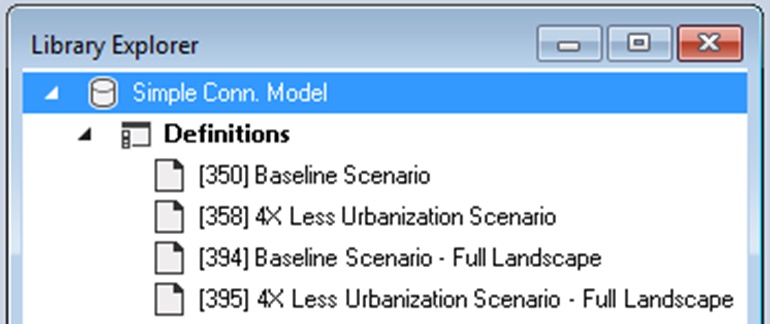 Library Explorer
Simple Conn. Model
Definitions
[350] Baseline Scenario
[358] 4X Less Urbanization Scenario
[394] Baseline Scenario - Full Landscape
[395] 4X Less Urbanization Scenario - Full Landscape